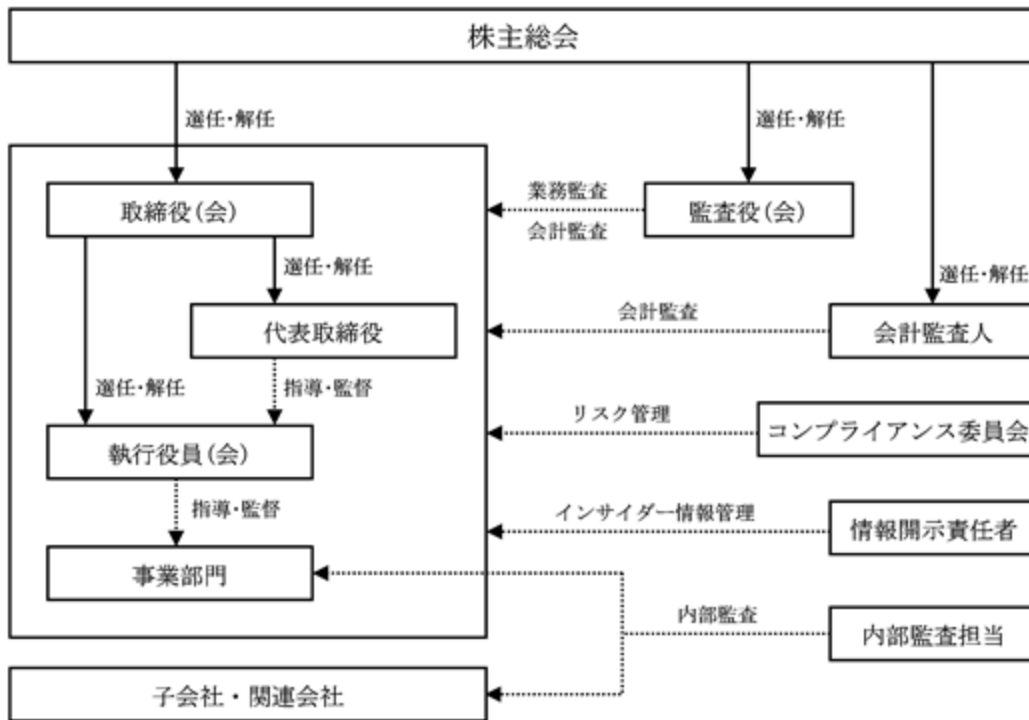 株主総会
選任・解任
選任・解任
取締役(会)
業務監査
会計監査
監査役(会)
選任・解任
選任・解任
代表取締役
会計監査
会計監査人
選任・解任
指導・監督
リスク管理
コンプライアンス委員会
執行役員(会)
指導・監督
インサイダー情報管理
情報開示責任者
事業部門
内部監査
内部監査担当
子会社・関連会社